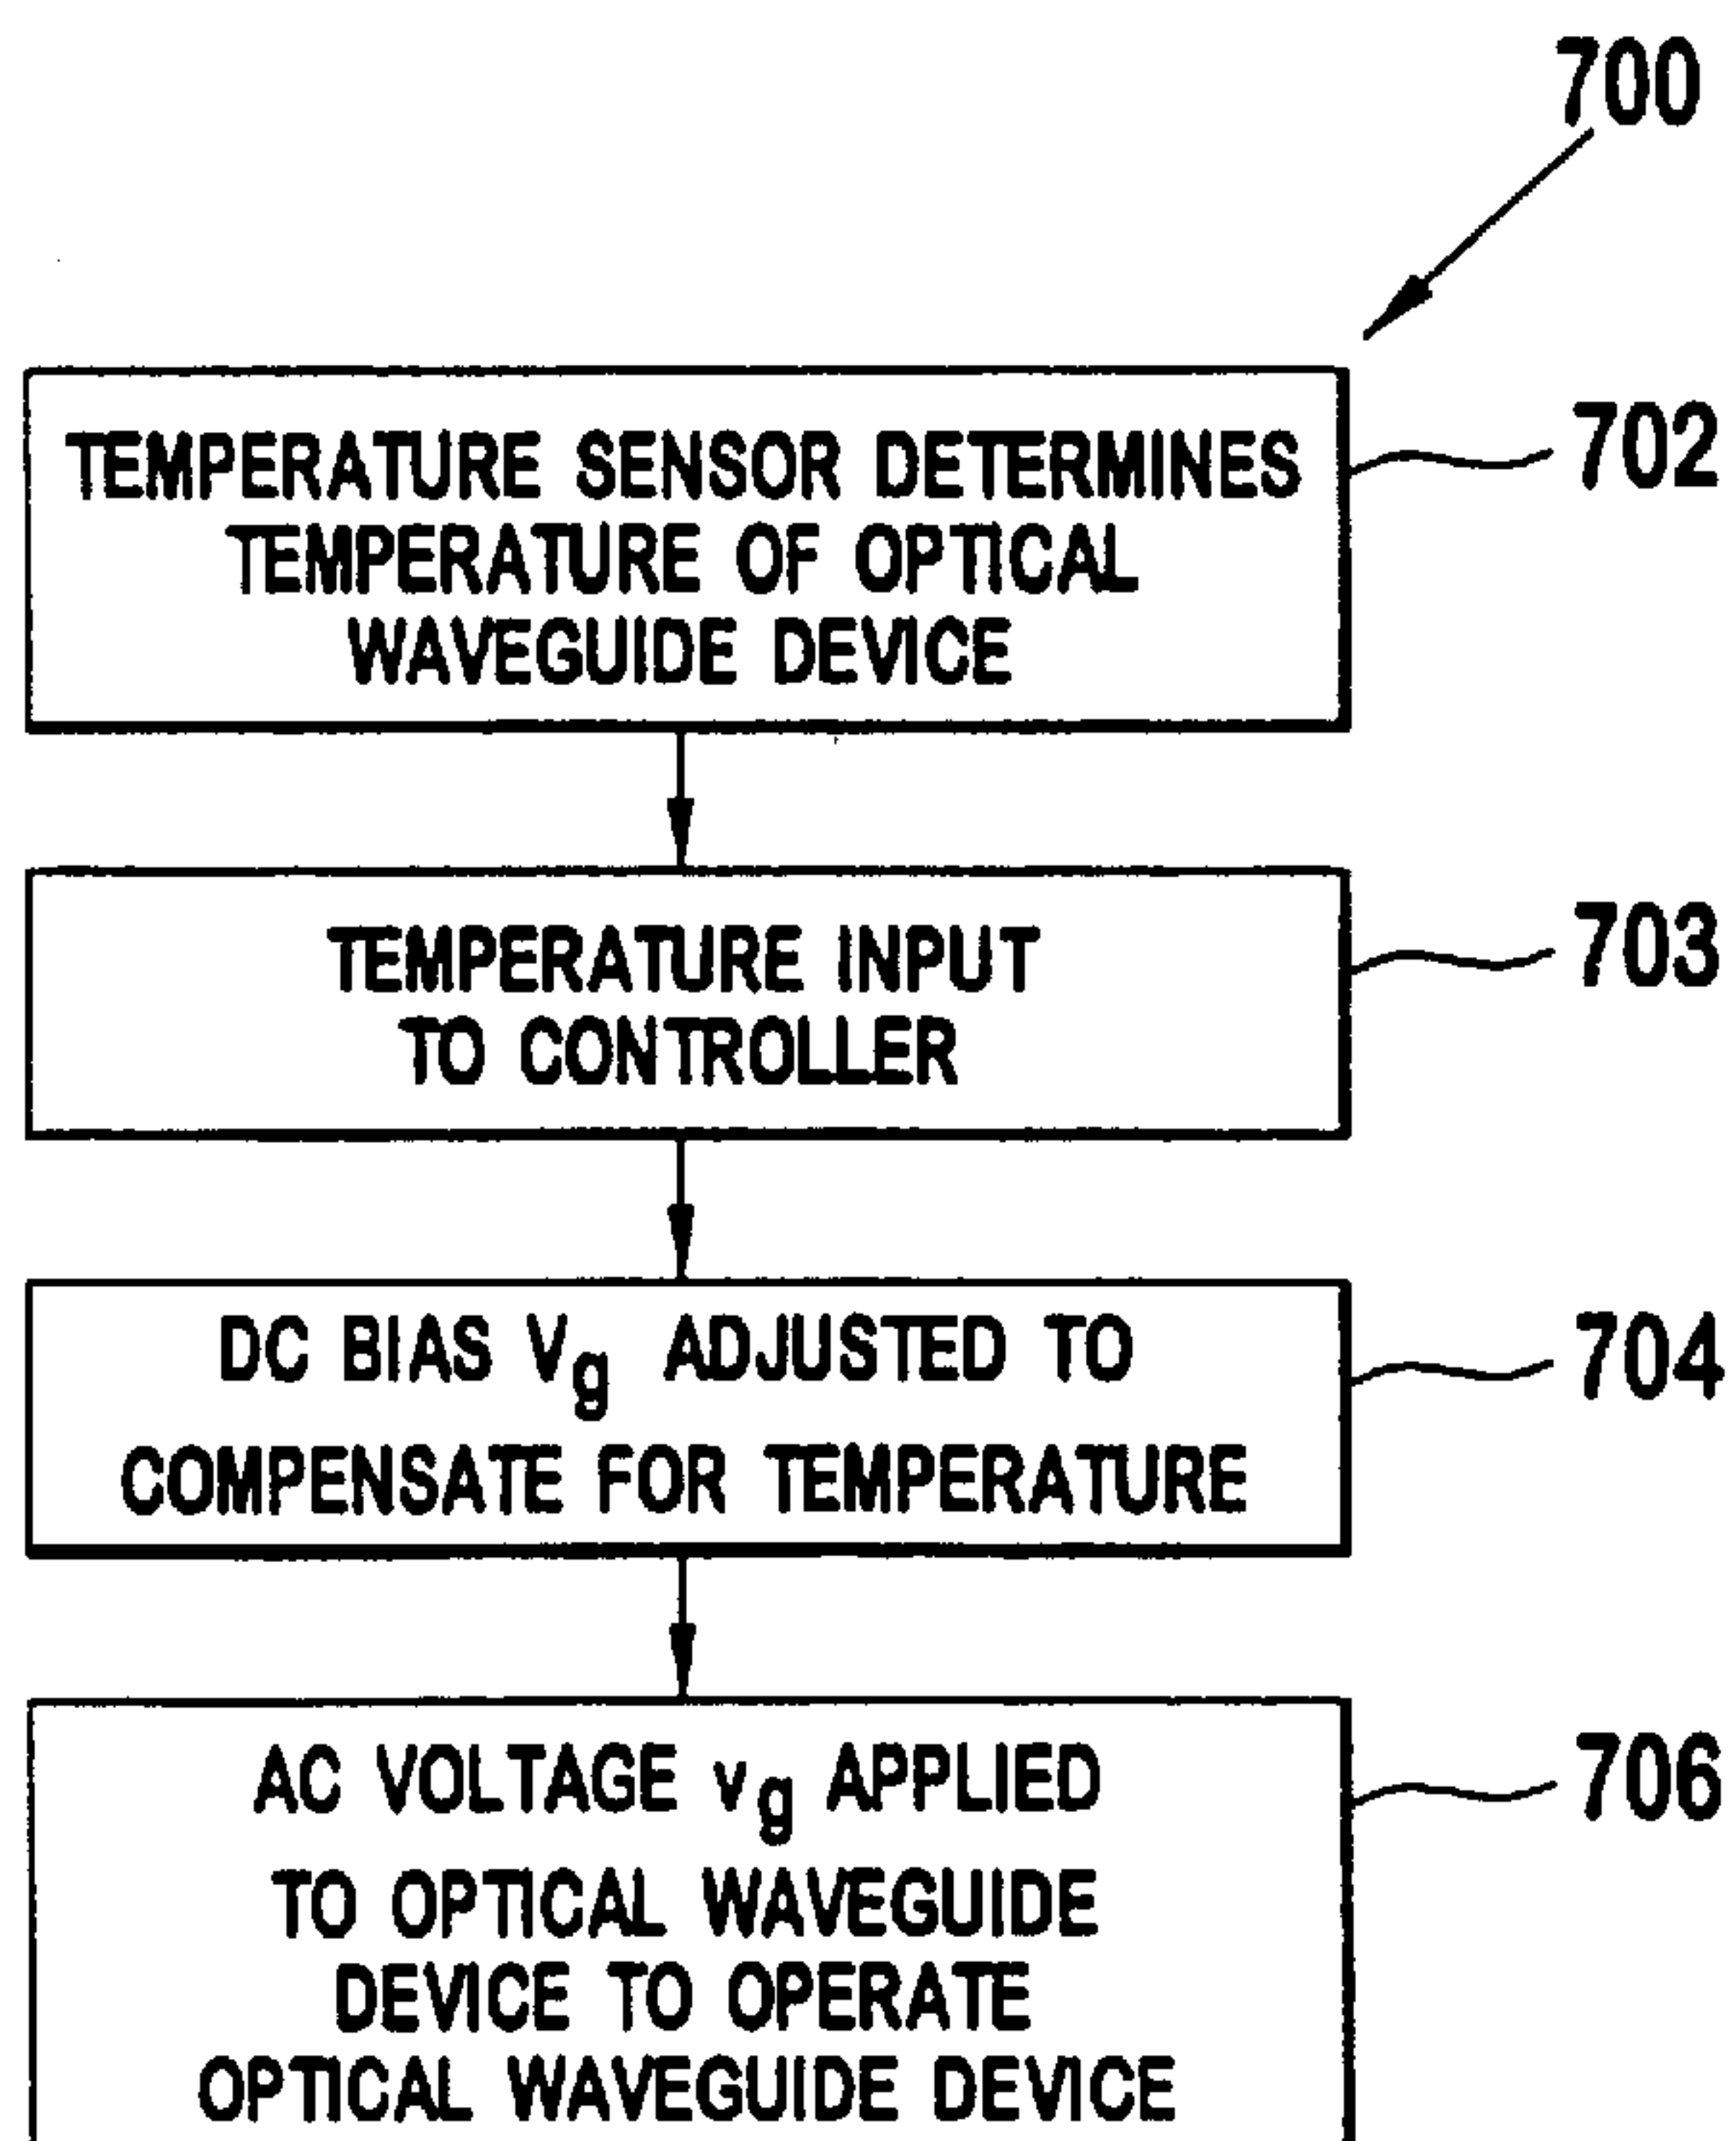 700
TEMPERATURE SENSOR DETERMINES
TEMPERATURE OF OPTICAL
WAVEGUIDE DEVICE
702
TEMPERATURE INPUT
TO CONTROLLER
703
DC BIAS Vg ADJUSTED TO
COMPENSATE FOR TEMPERATURE
704
AC VOLTAGE vg APPLIED
TO OPTICAL WAVEGUIDE
DEVICE TO OPERATE
OPTICAL WAVEGUIDE DEVICE
706